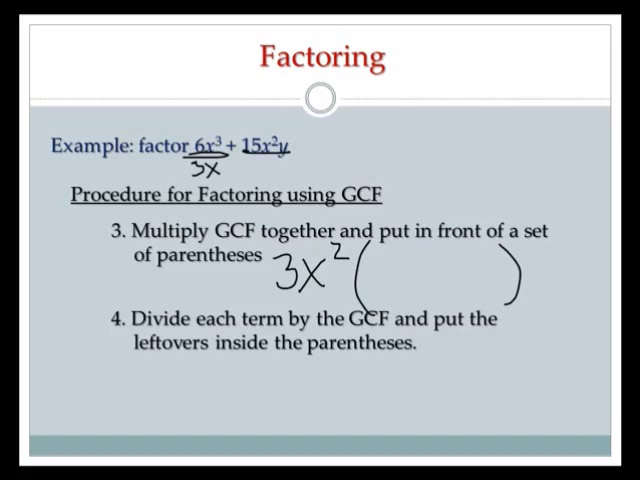 Factoring
Example: factor 6x³ + 15x²y
3x
Procedure for Factoring using GCF
3. Multiply GCF together and put in front of a set
of parentheses
3x² (          )
4. Divide each term by the GCF and put the
leftovers inside the parentheses.